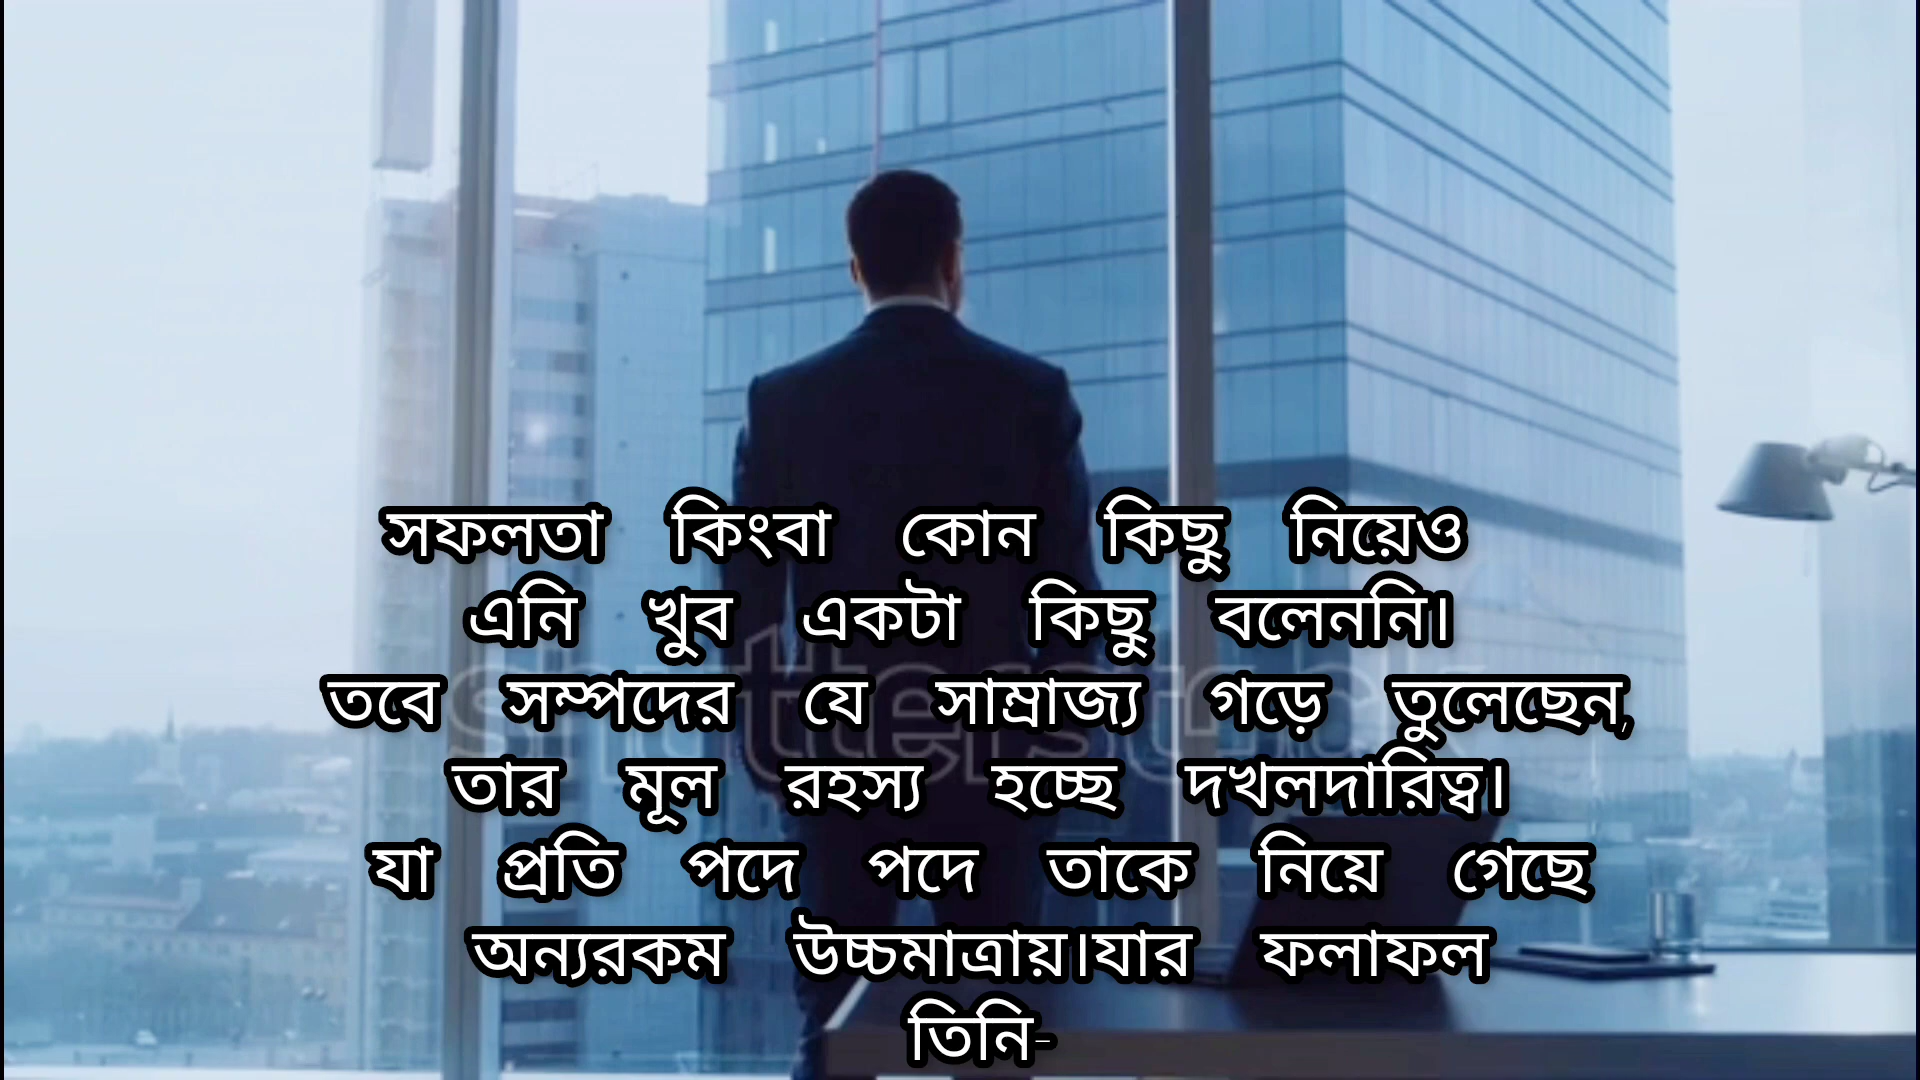 সফলতা কিংবা কোন কিছু নিয়েও
এনি খুব একটা কিছু বলেননি।
shutterstock
তবে সম্পদের যে সাম্রাজ্য গড়ে তুলেছেন,
তার মূল রহস্য হচ্ছে দখলদারিত্ব।
যা প্রতি পদে পদে তাকে নিয়ে গেছে
অন্যরকম উচ্চমাত্রায়।যার ফলাফল
তিনি-